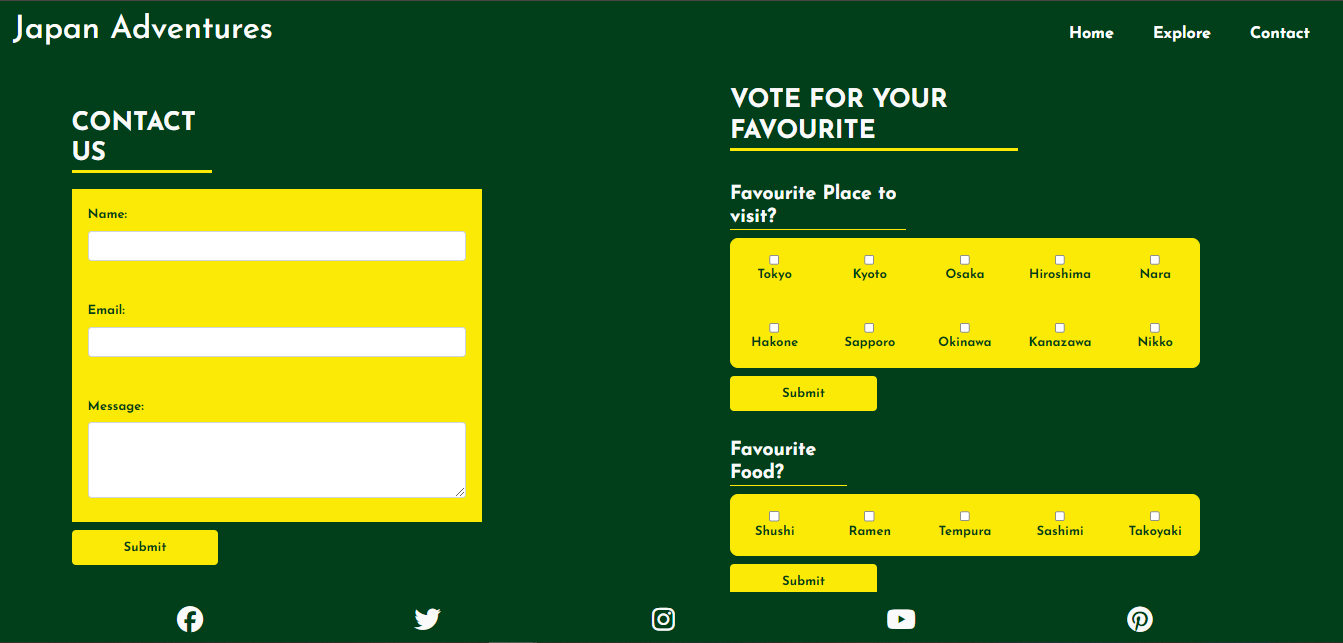 Japan Adventures
Home Explore Contact
CONTACT
US
Name:
Email:
Message:
Submit
VOTE FOR YOUR
FAVOURITE
Favourite Place to
visit?
Tokyo Kyoto Osaka Hiroshima Nara
Hakone Sapporo Okinawa Kanazawa Nikko
Submit
Favourite
Food?
Shushi Ramen Tempura Sashimi Takoyaki
Submit